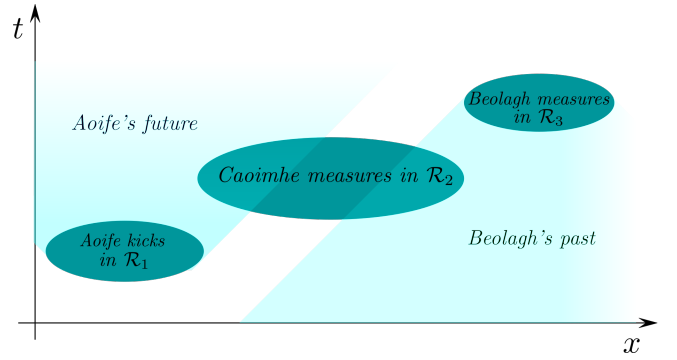 t
Beolagh measures
in R₃
Aoife's future
Caoimhe measures in R₂
Aoife kicks
in R₁
Beolagh's past
x